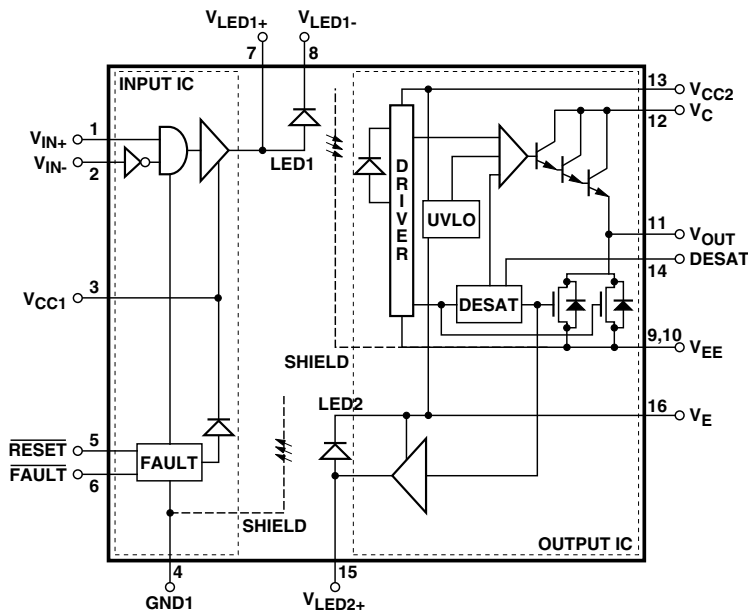 VLED1+
VLED1-
7
8
INPUT IC
13
VCC2
VC
12
1
VIN+
VIN-
2
LED1
DRIVER
UVLO
11
VOUT
DESAT
14
3
VCC1
DESAT
9,10
VEE
SHIELD
LED2
16
VE
5
RESET
FAULT
FAULT
6
SHIELD
OUTPUT IC
4
15
GND1
VLED2+